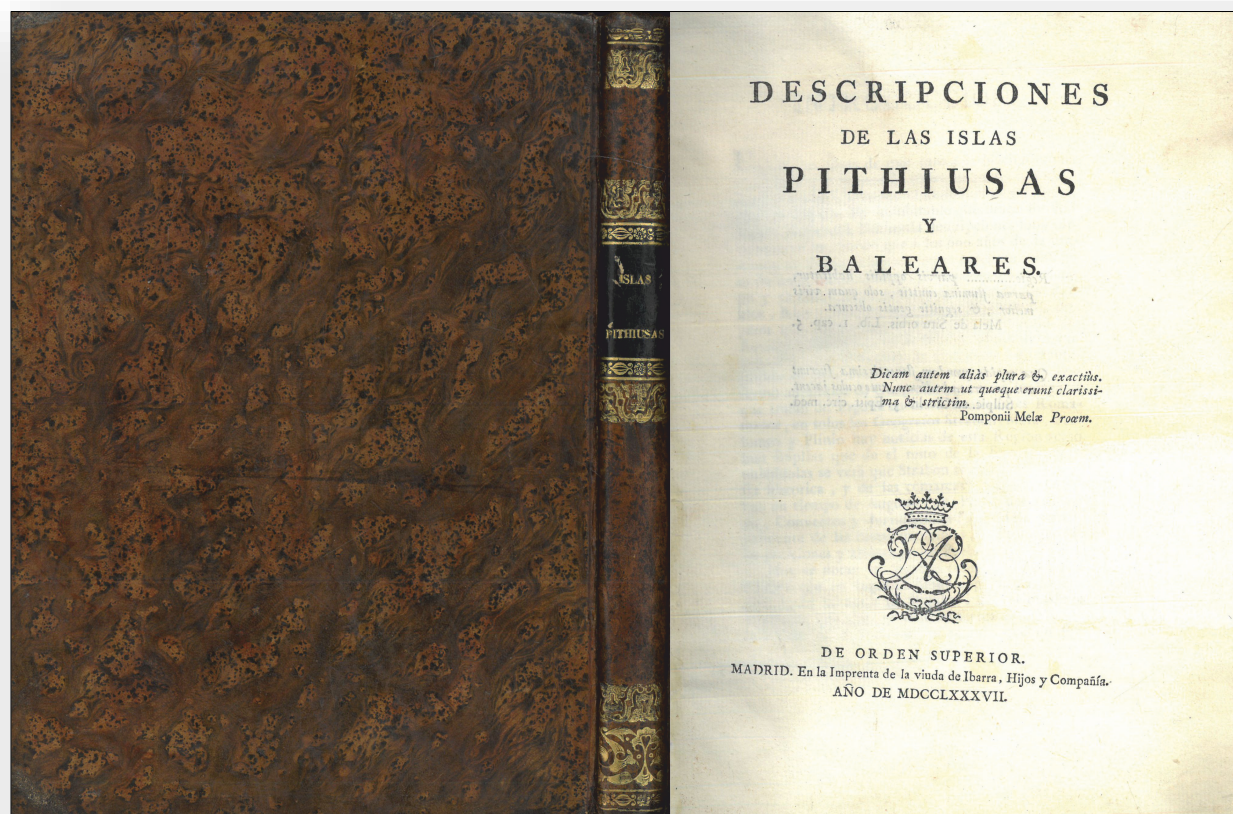 ISLAS
PITHIUSAS
DESCRIPCIONES
DE LAS ISLAS
PITHIUSAS
Y
BALEARES.
Dicam autem aliàs plura & exactiùs.
Nunc autem ut quæque erunt clarissi-
ma & strictim.
Pomponii Melæ Proœm.
DE ORDEN SUPERIOR.
MADRID. En la Imprenta de la viuda de Ibarra, Hijos y Compañía.
AÑO DE MDCCLXXXVII.